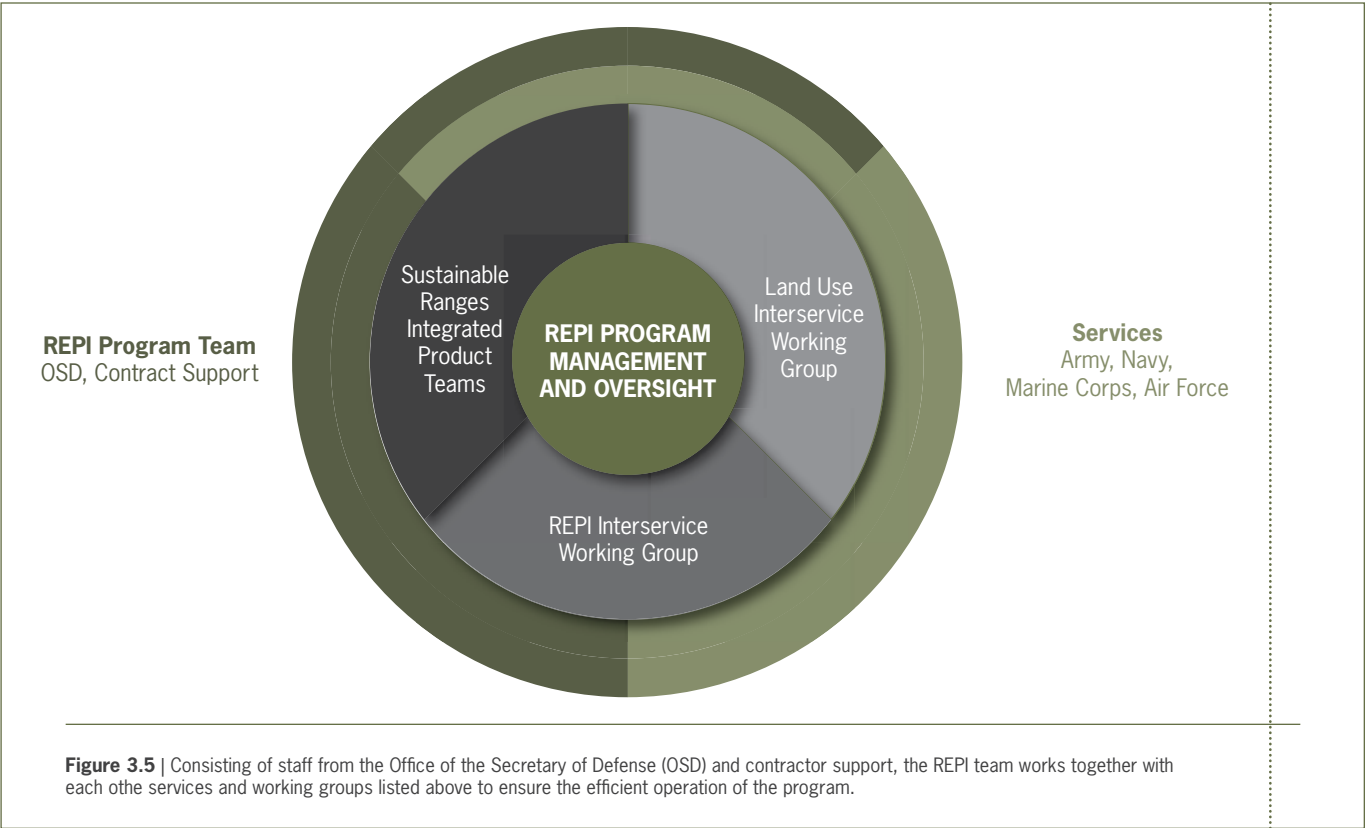 REPI Program Team
OSD, Contract Support
Sustainable
Ranges
Integrated
Product
Teams
REPI PROGRAM
MANAGEMENT
AND OVERSIGHT
Land Use
Interservice
Working
Group
REPI Interservice
Working Group
Services
Army, Navy,
Marine Corps, Air Force
Figure 3.5 | Consisting of staff from the Office of the Secretary of Defense (OSD) and contractor support, the REPI team works together with
each othe services and working groups listed above to ensure the efficient operation of the program.